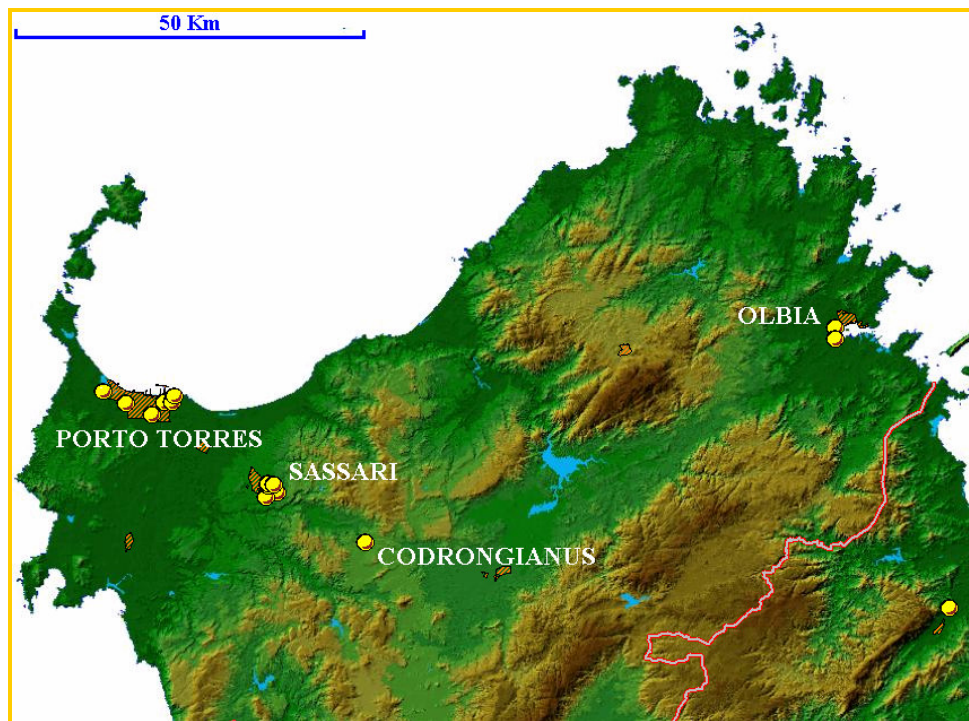 50 Km
OLBIA
PORTO TORRES
SASSARI
CODRONGIANUS